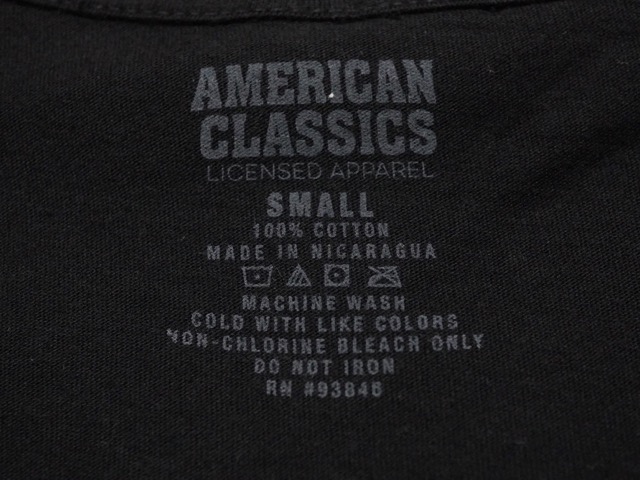 AMERICAN
CLASSICS
LICENSED APPAREL
SMALL
100% COTTON
MADE IN NICARAGUA
MACHINE WASH
COLD WITH LIKE COLORS
NON-CHLORINE BLEACH ONLY
DO NOT IRON
RN #93846